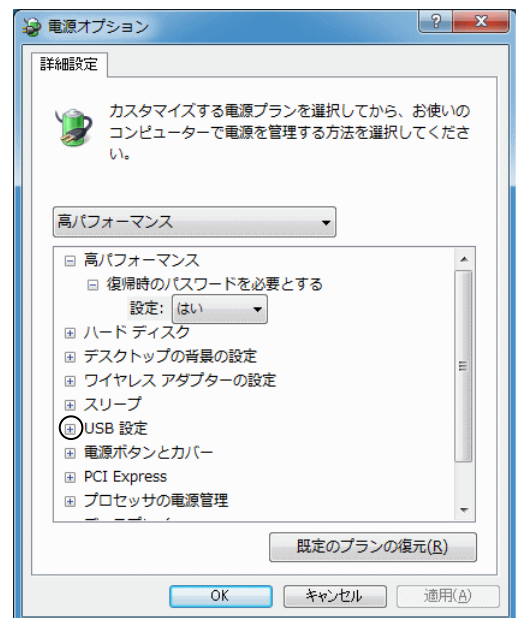 電源オプション
詳細設定
カスタマイズする電源プランを選択してから、お使いの
コンピューターで電源を管理する方法を選択してくださ
い。
高パフォーマンス
高パフォーマンス
復帰時のパスワードを必要とする
設定: はい
ハード ディスク
デスクトップの背景の設定
ワイヤレス アダプターの設定
スリープ
USB 設定
電源ボタンとカバー
PCI Express
プロセッサの電源管理
既定のプランの復元(R)
OK キャンセル 適用(A)